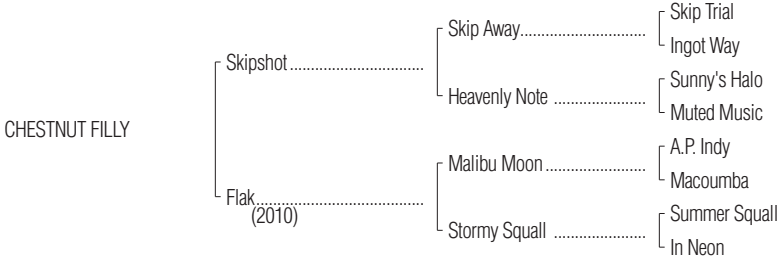 Skip Trial
Skip Away..............................
Ingot Way
Skipshot................................
Sunny's Halo
Heavenly Note ......................
Muted Music
CHESTNUT FILLY
A.P. Indy
Malibu Moon........................
Macoumba
Flak........................................
(2010)
Summer Squall
Stormy Squall ......................
In Neon